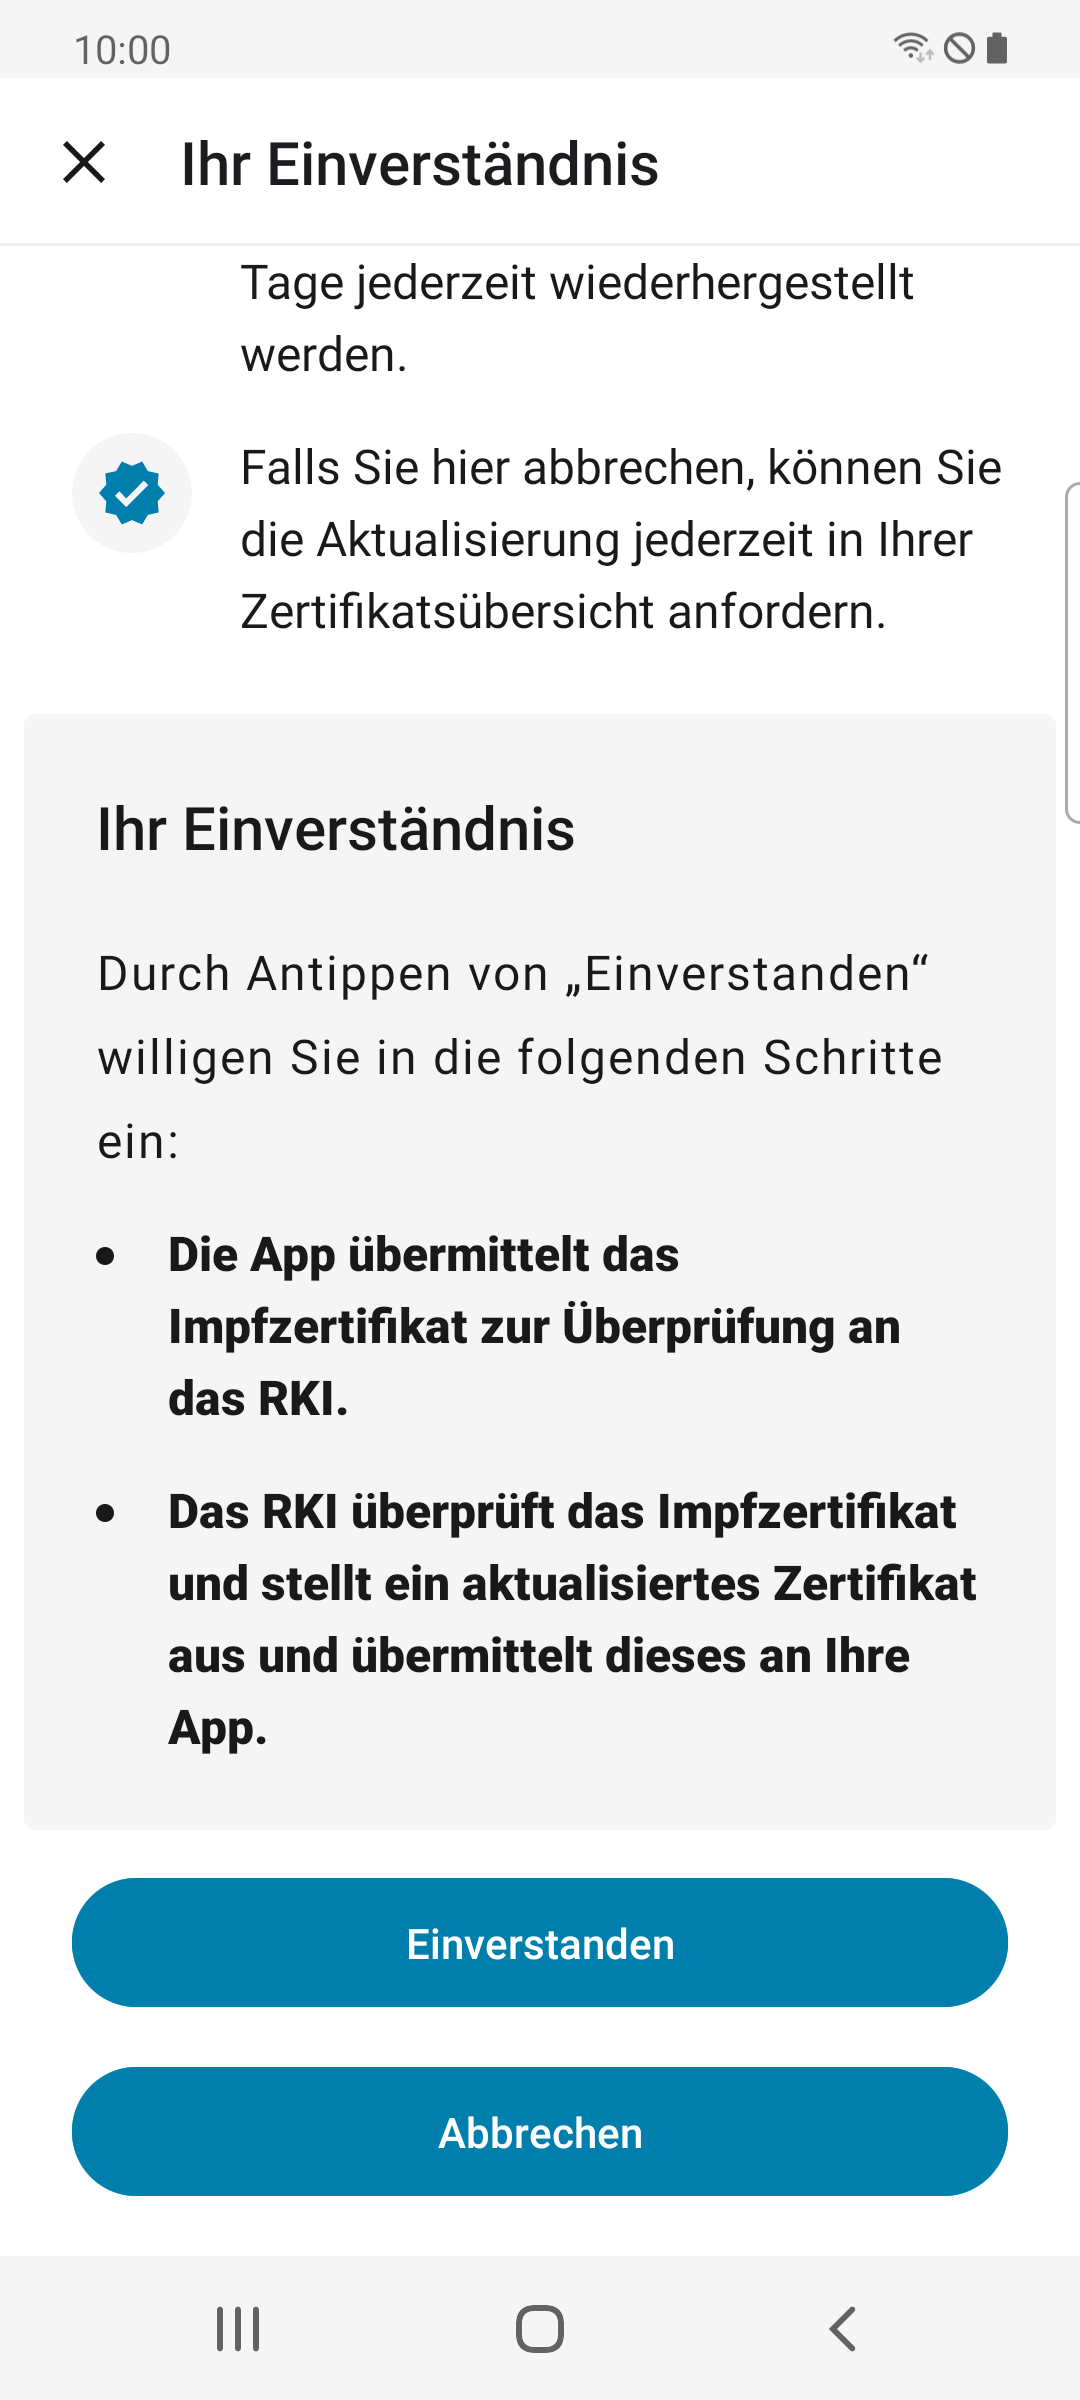 10:00
Ihr Einverständnis
Tage jederzeit wiederhergestellt
werden.
Falls Sie hier abbrechen, können Sie
die Aktualisierung jederzeit in Ihrer
Zertifikatsübersicht anfordern.
Ihr Einverständnis
Durch Antippen von „Einverstanden“
willigen Sie in die folgenden Schritte
ein:
• Die App übermittelt das
Impfzertifikat zur Überprüfung an
das RKI.
• Das RKI überprüft das Impfzertifikat
und stellt ein aktualisiertes Zertifikat
aus und übermittelt dieses an Ihre
App.
Einverstanden
Abbrechen